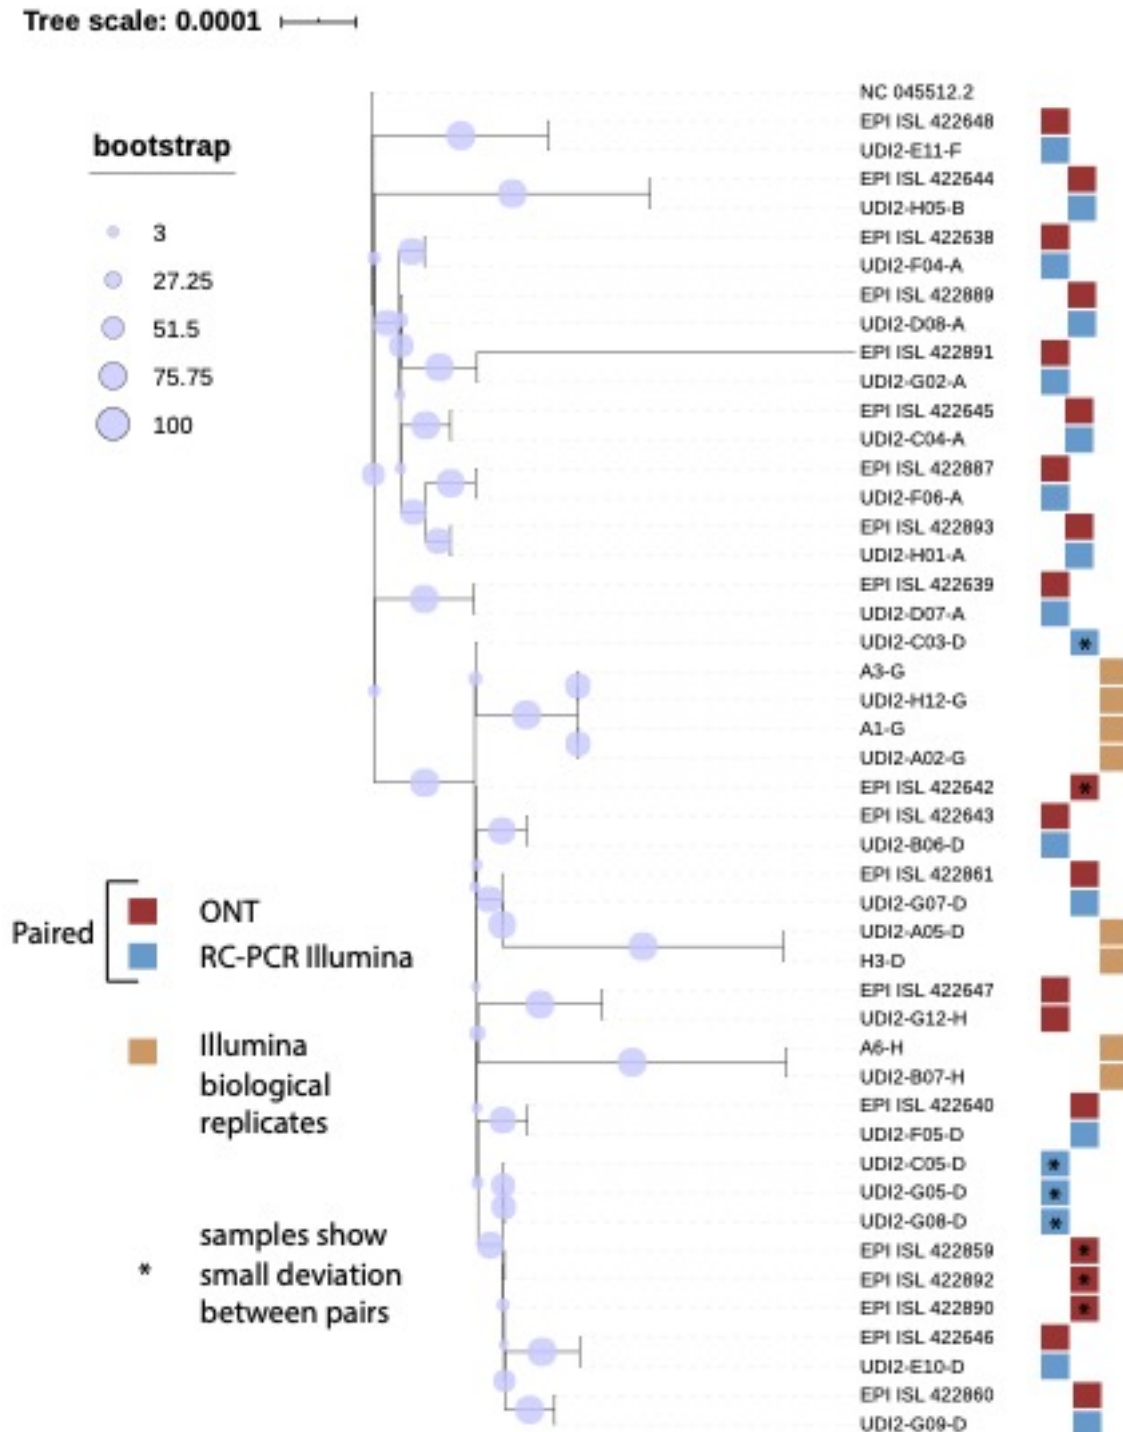 Tree scale: 0.0001
bootstrap
3
27.25
51.5
75.75
100
NC 045512.2
EPI ISL 422648
UDI2-E11-F
EPI ISL 422644
UDI2-H05-B
EPI ISL 422638
UDI2-F04-A
EPI ISL 422889
UDI2-D08-A
EPI ISL 422891
UDI2-G02-A
EPI ISL 422645
UDI2-C04-A
EPI ISL 422887
UDI2-F06-A
EPI ISL 422893
UDI2-H01-A
EPI ISL 422639
UDI2-D07-A
UDI2-C03-D *
A3-G
UDI2-H12-G
A1-G
UDI2-A02-G
EPI ISL 422642 *
EPI ISL 422643
UDI2-B06-D
EPI ISL 422861
UDI2-G07-D
UDI2-A05-D
H3-D
EPI ISL 422647
UDI2-G12-H
A6-H
UDI2-B07-H
EPI ISL 422640
UDI2-F05-D
UDI2-C05-D *
UDI2-G05-D *
UDI2-G08-D *
EPI ISL 422859 *
EPI ISL 422892 *
EPI ISL 422890 *
EPI ISL 422646
UDI2-E10-D
EPI ISL 422860
UDI2-G09-D
Paired
ONT
RC-PCR Illumina
Illumina
biological
replicates
samples show
* small deviation
between pairs